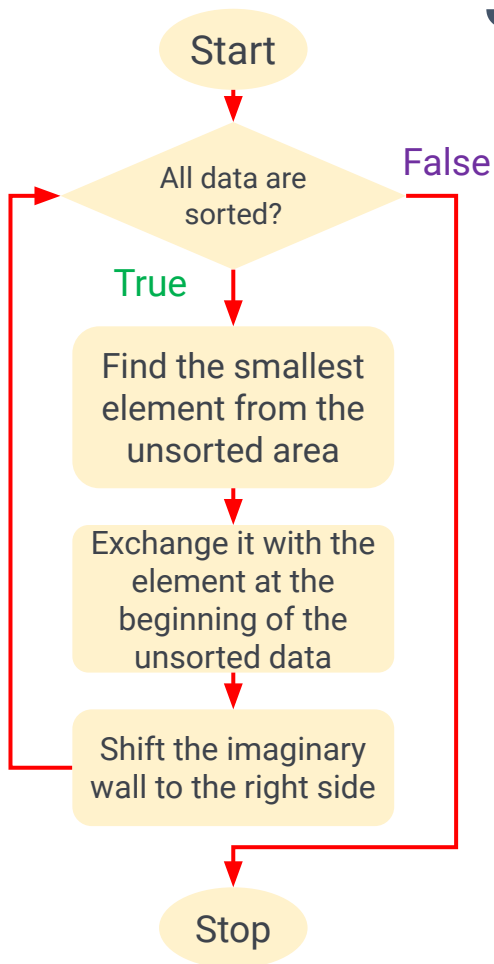 Start
All data are
sorted?
False
True
Find the smallest
element from the
unsorted area
Exchange it with the
element at the
beginning of the
unsorted data
Shift the imaginary
wall to the right side
Stop